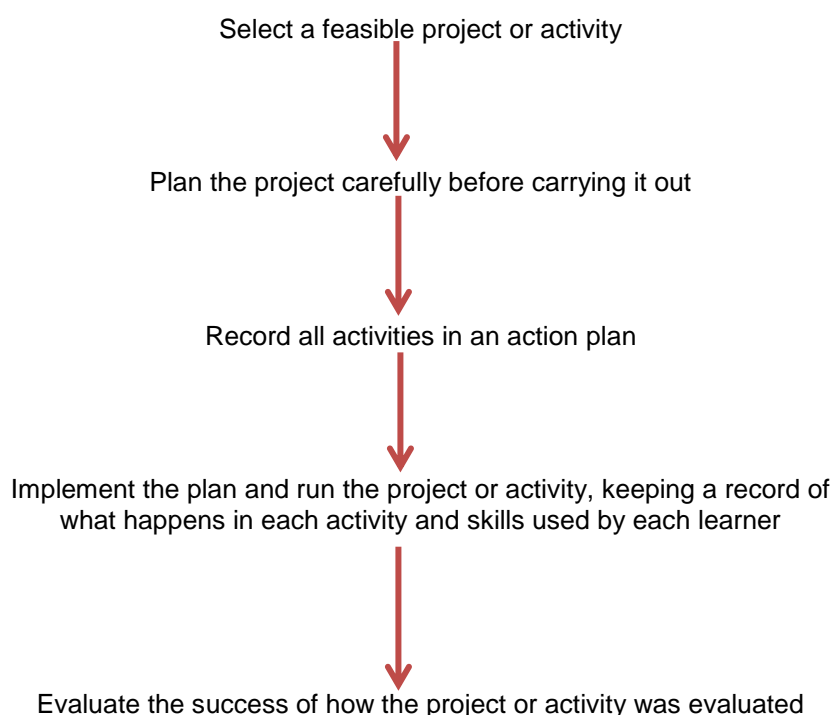 Select a feasible project or activity
Plan the project carefully before carrying it out
Record all activities in an action plan
Implement the plan and run the project or activity, keeping a record of
what happens in each activity and skills used by each learner
Evaluate the success of how the project or activity was evaluated